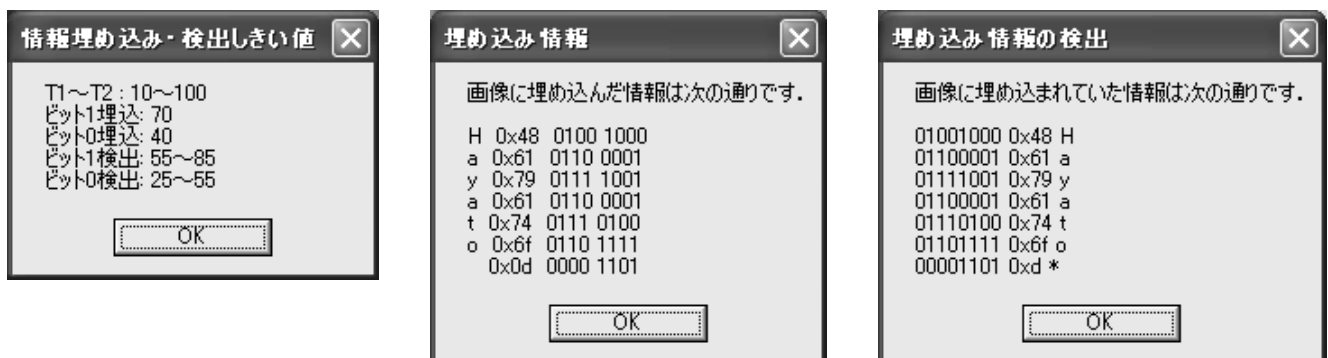 情報埋め込み・検出しきい値
T1～T2 : 10～100
ビット1埋込: 70
ビット0埋込: 40
ビット1検出: 55～85
ビット0検出: 25～55
OK
埋め込み情報
画像に埋め込んだ情報は次の通りです.
H 0x48 0100 1000
a 0x61 0110 0001
y 0x79 0111 1001
a 0x61 0110 0001
t 0x74 0111 0100
o 0x6f 0110 1111
0x0d 0000 1101
OK
埋め込み情報の検出
画像に埋め込まれていた情報は次の通りです.
01001000 0x48 H
01100001 0x61 a
01111001 0x79 y
01100001 0x61 a
01110100 0x74 t
01101111 0x6f o
00001101 0xd *
OK